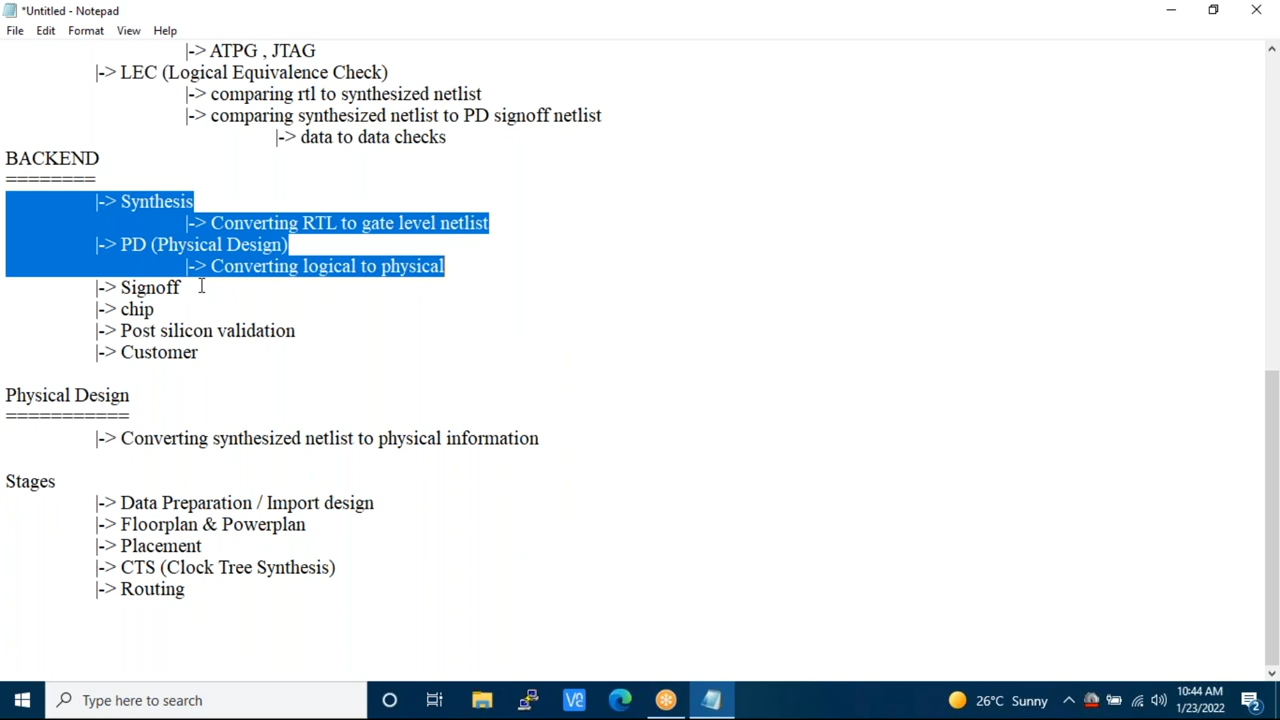 *Untitled - Notepad
File Edit Format View Help
|-> ATPG , JTAG
|-> LEC (Logical Equivalence Check)
|-> comparing rtl to synthesized netlist
|-> comparing synthesized netlist to PD signoff netlist
|-> data to data checks
BACKEND
========
|-> Synthesis
|-> Converting RTL to gate level netlist
|-> PD (Physical Design)
|-> Converting logical to physical
|-> Signoff
|-> chip
|-> Post silicon validation
|-> Customer
Physical Design
===========
|-> Converting synthesized netlist to physical information
Stages
|-> Data Preparation / Import design
|-> Floorplan & Powerplan
|-> Placement
|-> CTS (Clock Tree Synthesis)
|-> Routing
Type here to search
26°C Sunny
10:44 AM
1/23/2022
2